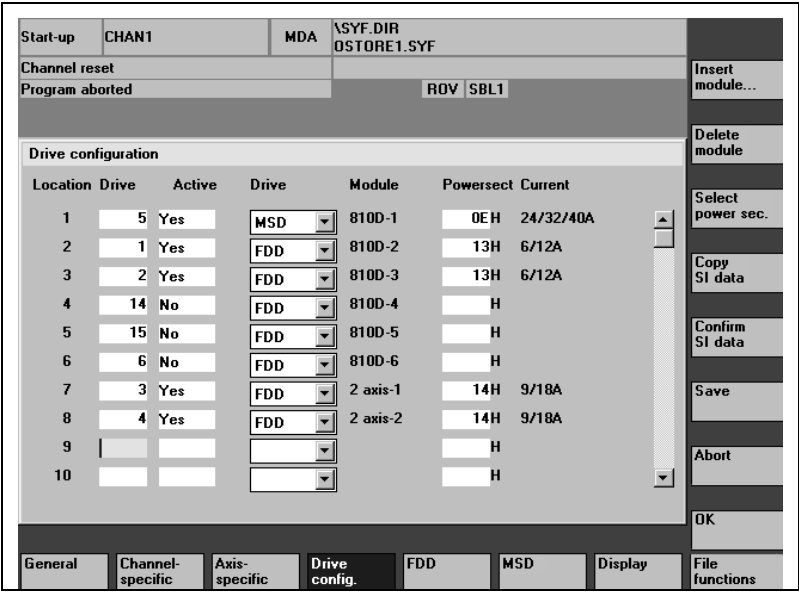 Start-up CHAN1 MDA \SYF.DIR
OSTORE1.SYF
Channel reset
Program aborted ROV SBL1
Drive configuration
Location Drive Active Drive Module Powersect Current
1 5 Yes MSD 810D-1 0EH 24/32/40A
2 1 Yes FDD 810D-2 13H 6/12A
3 2 Yes FDD 810D-3 13H 6/12A
4 14 No FDD 810D-4 H
5 15 No FDD 810D-5 H
6 6 No FDD 810D-6 H
7 3 Yes FDD 2 axis-1 14H 9/18A
8 4 Yes FDD 2 axis-2 14H 9/18A
9 H
10 H
Insert
module...
Delete
module
Select
power sec.
Copy
SI data
Confirm
SI data
Save
Abort
OK
General Channel-
specific Axis-
specific Drive
config. FDD MSD Display File
functions